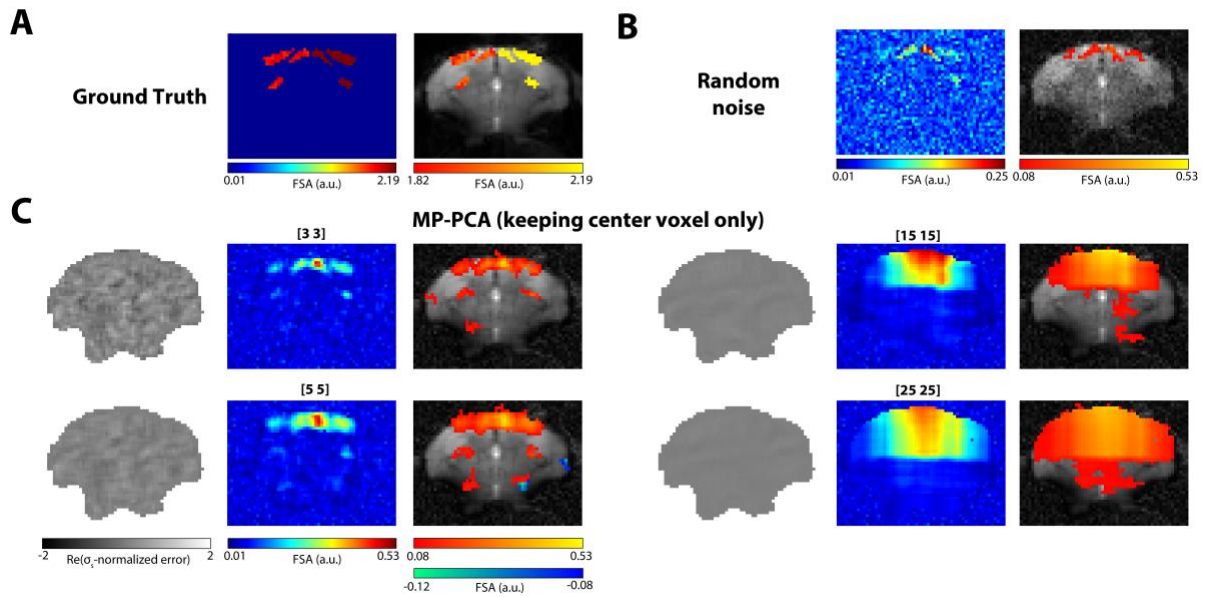 A
Ground Truth
0.01 FSA (a.u.) 2.19
1.82 FSA (a.u.) 2.19
B
Random
noise
0.01 FSA (a.u.) 0.25
0.08 FSA (a.u.) 0.53
C
MP-PCA (keeping center voxel only)
[3 3]
[15 15]
[5 5]
[25 25]
-2 Re(σs-normalized error) 2
0.01 FSA (a.u.) 0.53
0.08 0.53
-0.12 FSA (a.u.) -0.08